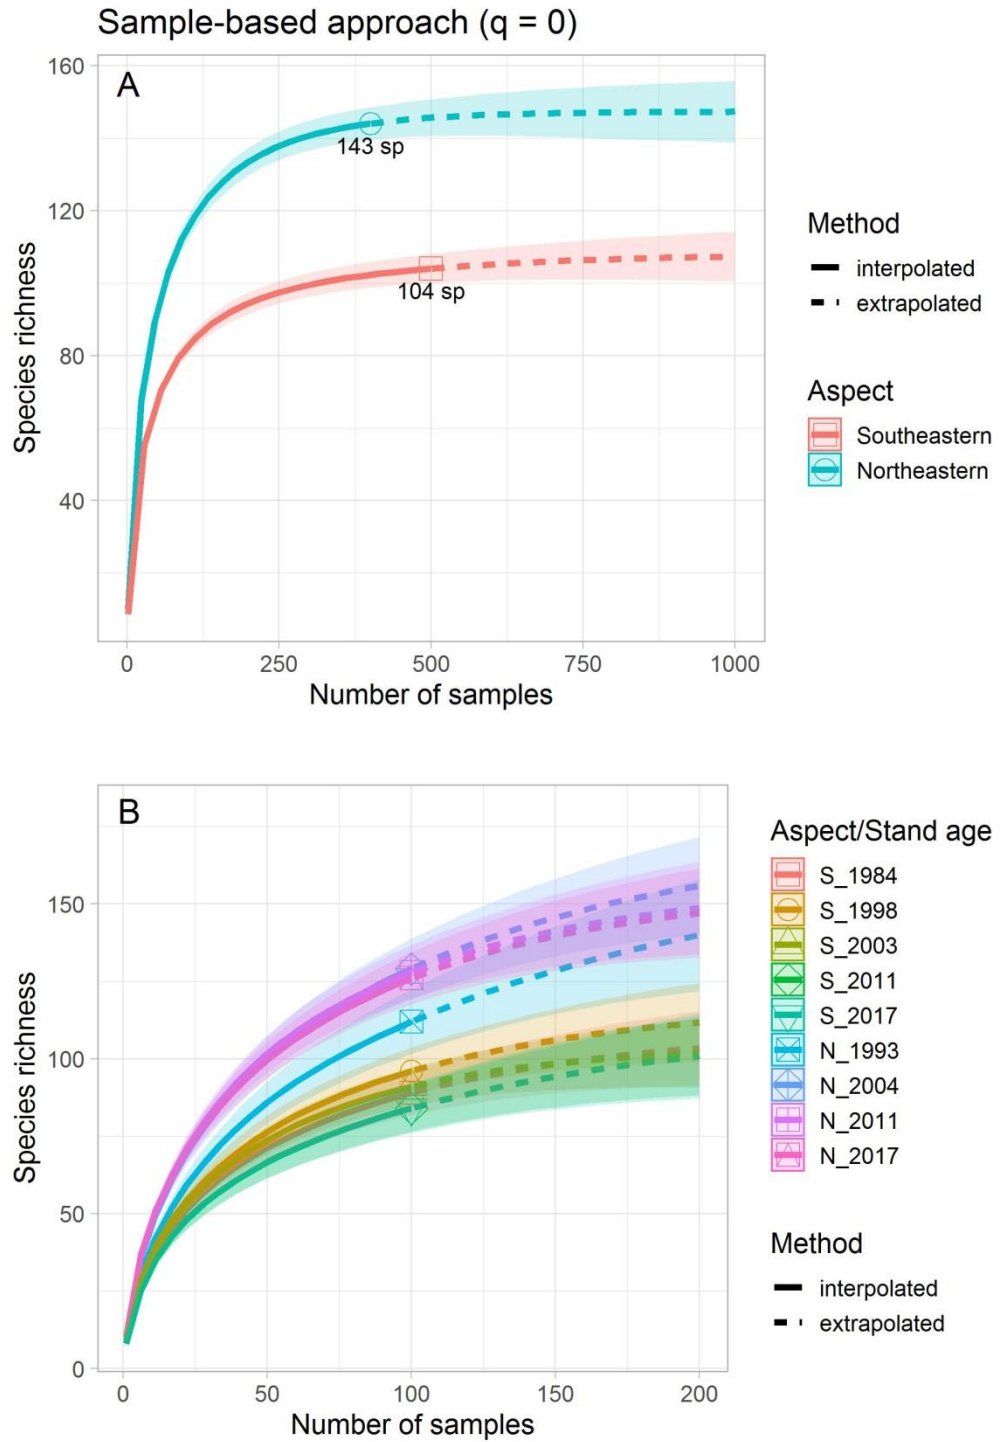 Sample-based approach (q = 0)
A
160
120
80
40
Species richness
143 sp
104 sp
0
250
500
750
1000
Number of samples
Method
interpolated
extrapolated
Aspect
Southeastern
Northeastern
B
150
100
50
0
Species richness
0
50
100
150
200
Number of samples
Aspect/Stand age
S_1984
S_1998
S_2003
S_2011
S_2017
N_1993
N_2004
N_2011
N_2017
Method
interpolated
extrapolated